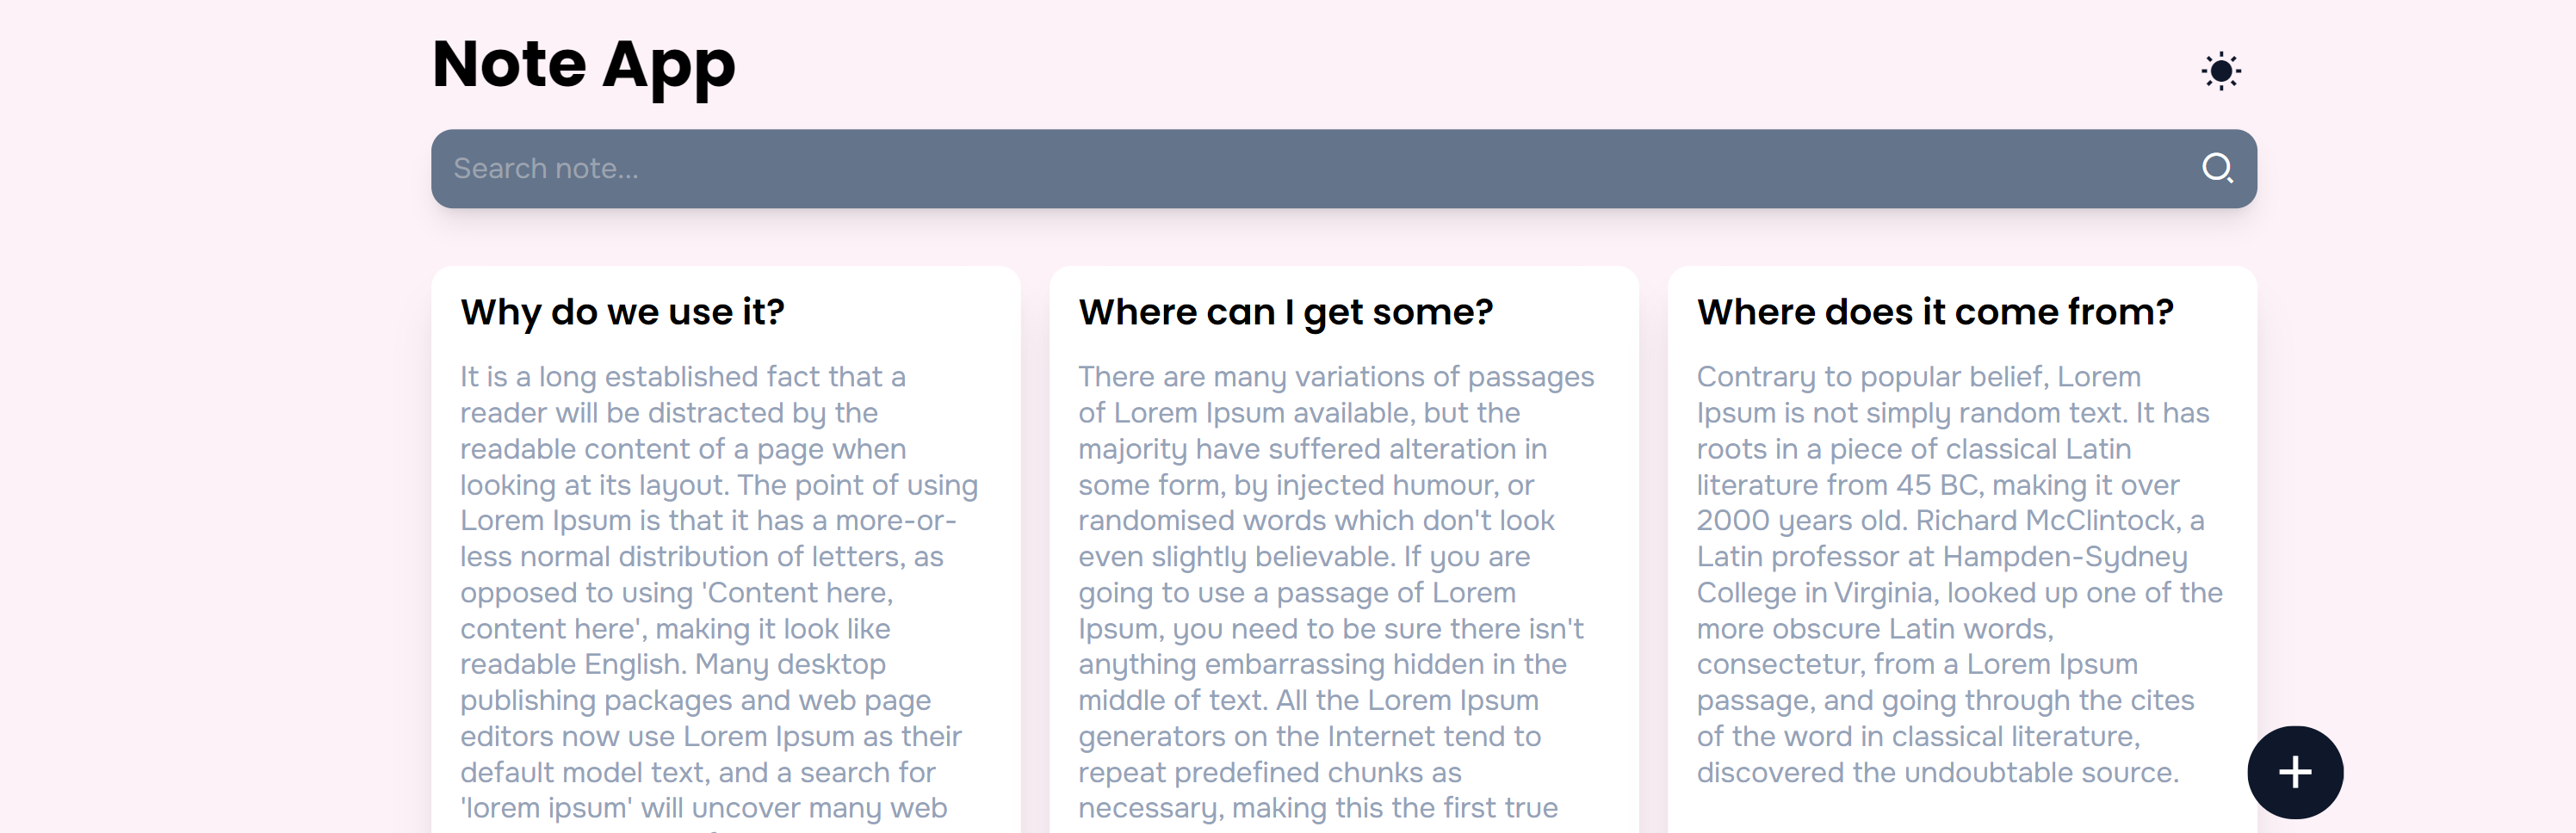 Note App
Search note...
Why do we use it?
It is a long established fact that a
reader will be distracted by the
readable content of a page when
looking at its layout. The point of using
Lorem Ipsum is that it has a more-or-
less normal distribution of letters, as
opposed to using 'Content here,
content here', making it look like
readable English. Many desktop
publishing packages and web page
editors now use Lorem Ipsum as their
default model text, and a search for
'lorem ipsum' will uncover many web
Where can I get some?
There are many variations of passages
of Lorem Ipsum available, but the
majority have suffered alteration in
some form, by injected humour, or
randomised words which don't look
even slightly believable. If you are
going to use a passage of Lorem
Ipsum, you need to be sure there isn't
anything embarrassing hidden in the
middle of text. All the Lorem Ipsum
generators on the Internet tend to
repeat predefined chunks as
necessary, making this the first true
Where does it come from?
Contrary to popular belief, Lorem
Ipsum is not simply random text. It has
roots in a piece of classical Latin
literature from 45 BC, making it over
2000 years old. Richard McClintock, a
Latin professor at Hampden-Sydney
College in Virginia, looked up one of the
more obscure Latin words,
consectetur, from a Lorem Ipsum
passage, and going through the cites
of the word in classical literature,
discovered the undoubtable source.